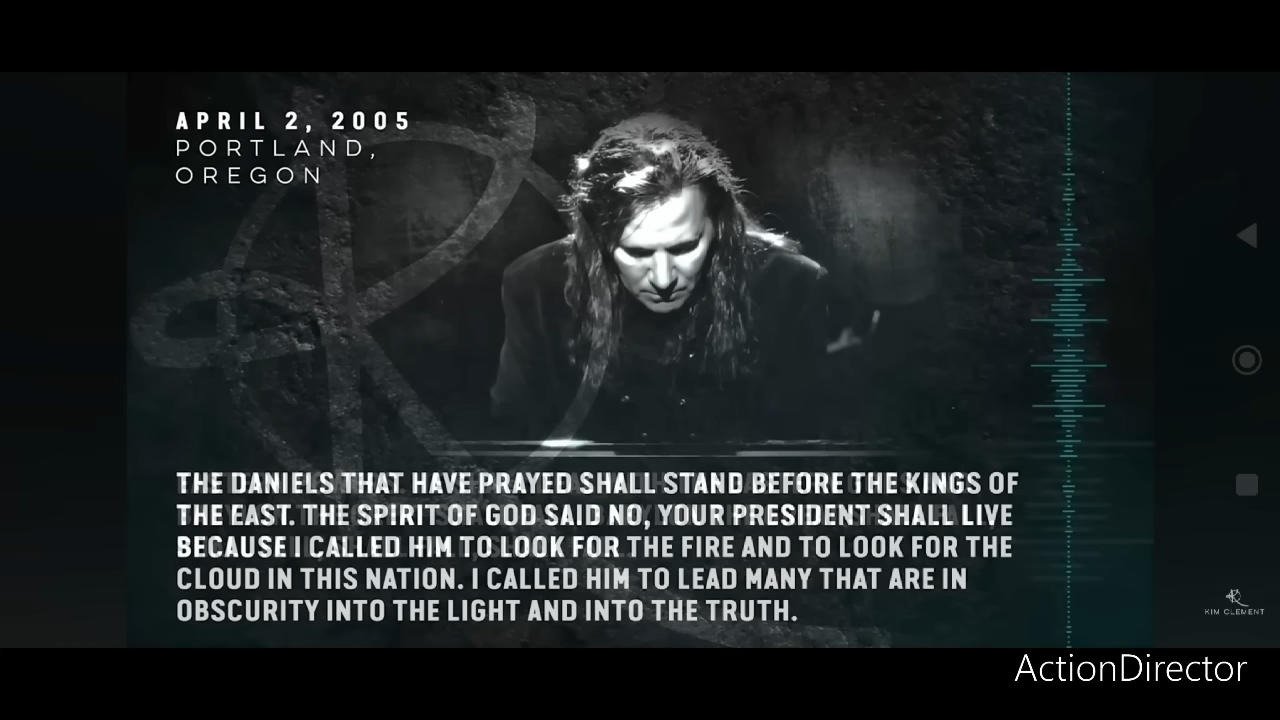 APRIL 2, 2005
PORTLAND,
OREGON
THE DANIELS THAT HAVE PRAYED SHALL STAND BEFORE THE KINGS OF
THE EAST. THE SPIRIT OF GOD SAID NO, YOUR PRESIDENT SHALL LIVE
BECAUSE I CALLED HIM TO LOOK FOR THE FIRE AND TO LOOK FOR THE
CLOUD IN THIS NATION. I CALLED HIM TO LEAD MANY THAT ARE IN
OBSCURITY INTO THE LIGHT AND INTO THE TRUTH.
KIM CLEMENT
ActionDirector